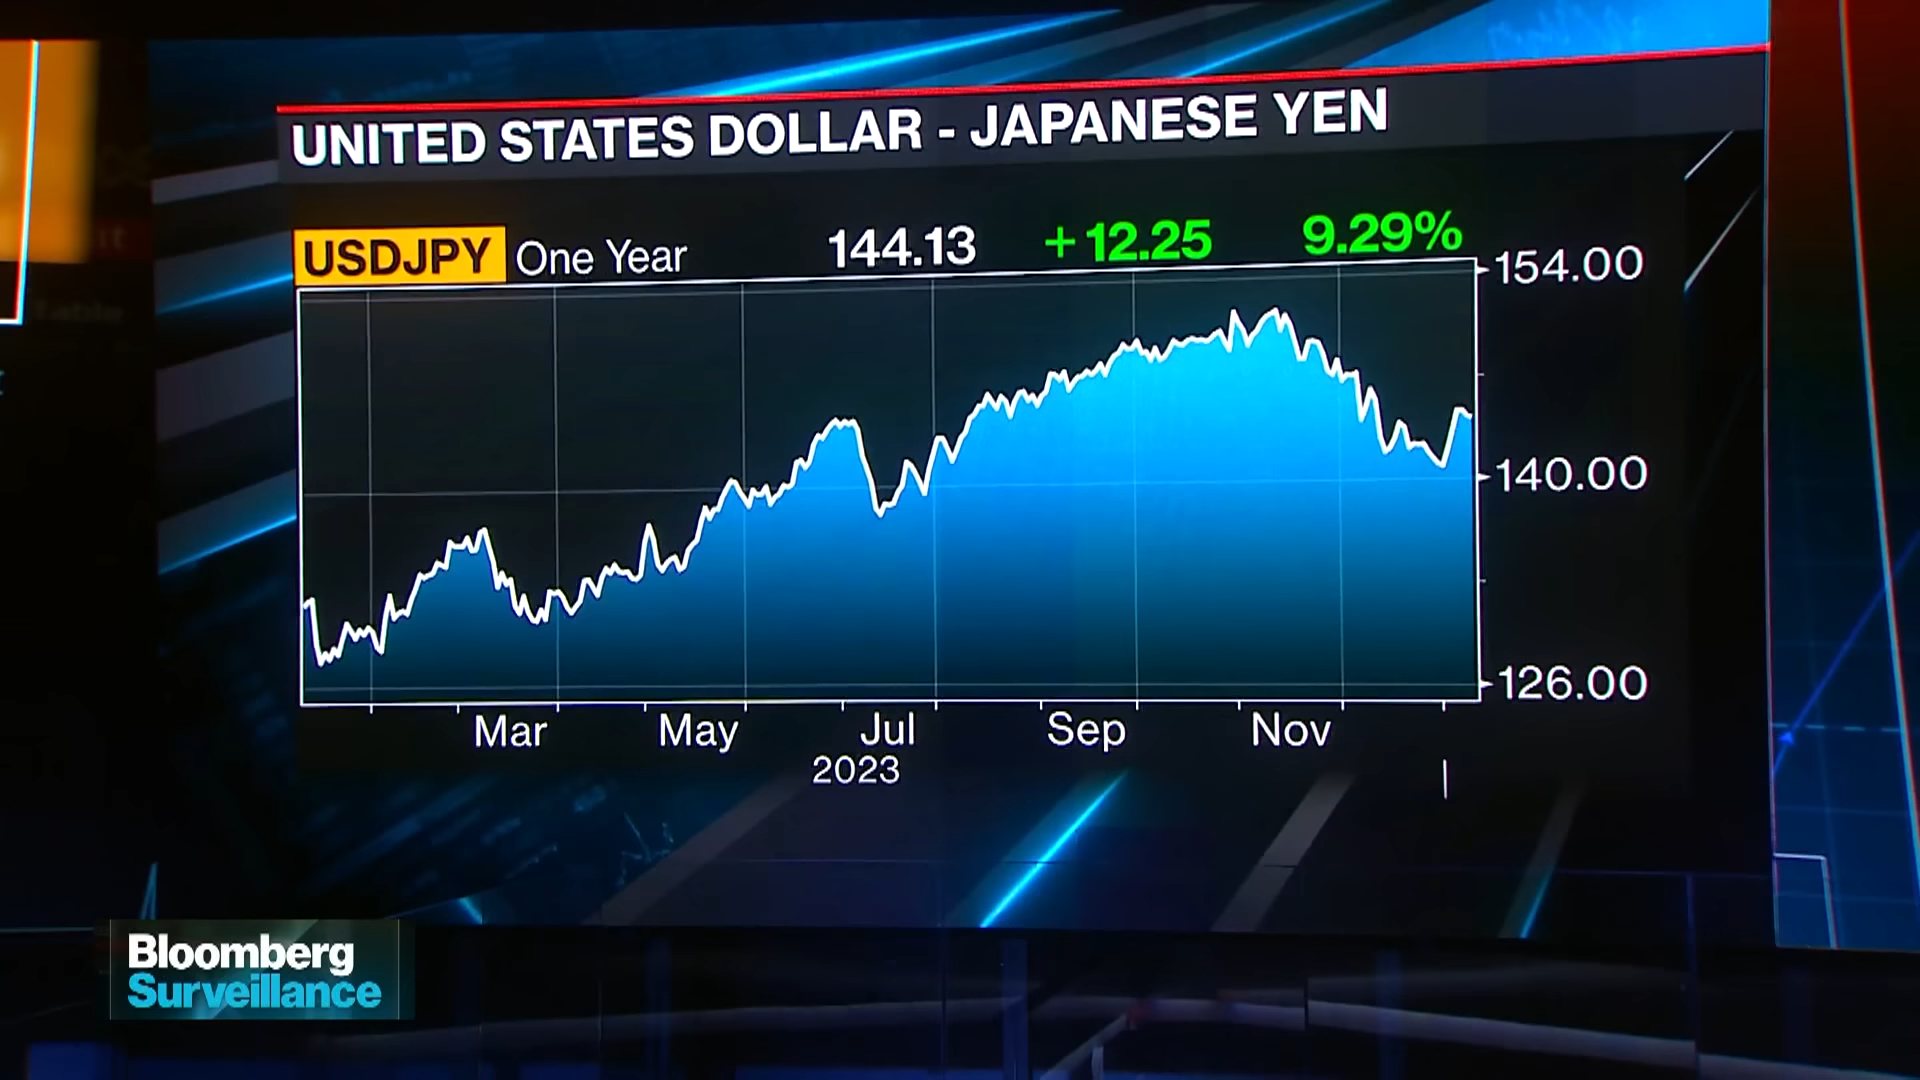 UNITED STATES DOLLAR - JAPANESE YEN
USDJPY One Year 144.13 +12.25 9.29%
154.00
140.00
126.00
Mar May Jul Sep Nov
2023
Bloomberg
Surveillance